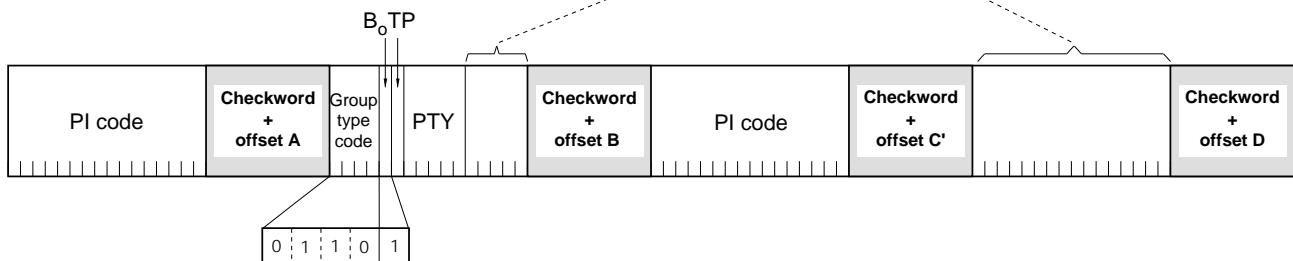 B₀TP
PI code
Checkword
+
offset A
Group
type
code
PTY
Checkword
+
offset B
PI code
Checkword
+
offset C'
Checkword
+
offset D
0 1 1 0 1